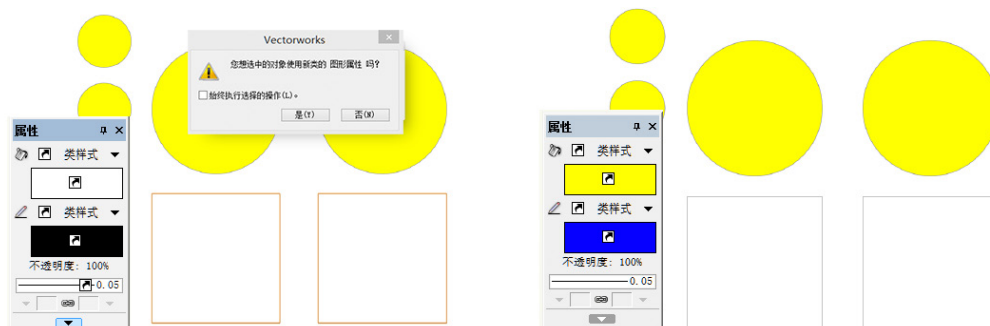 Vectorworks
您想选中的对象使用新类的 图形属性 吗?
始终执行选择的操作(L)。
是(Y)
否(N)
属性
类样式
类样式
不透明度: 100%
0.05
属性
类样式
类样式
不透明度: 100%
0.05